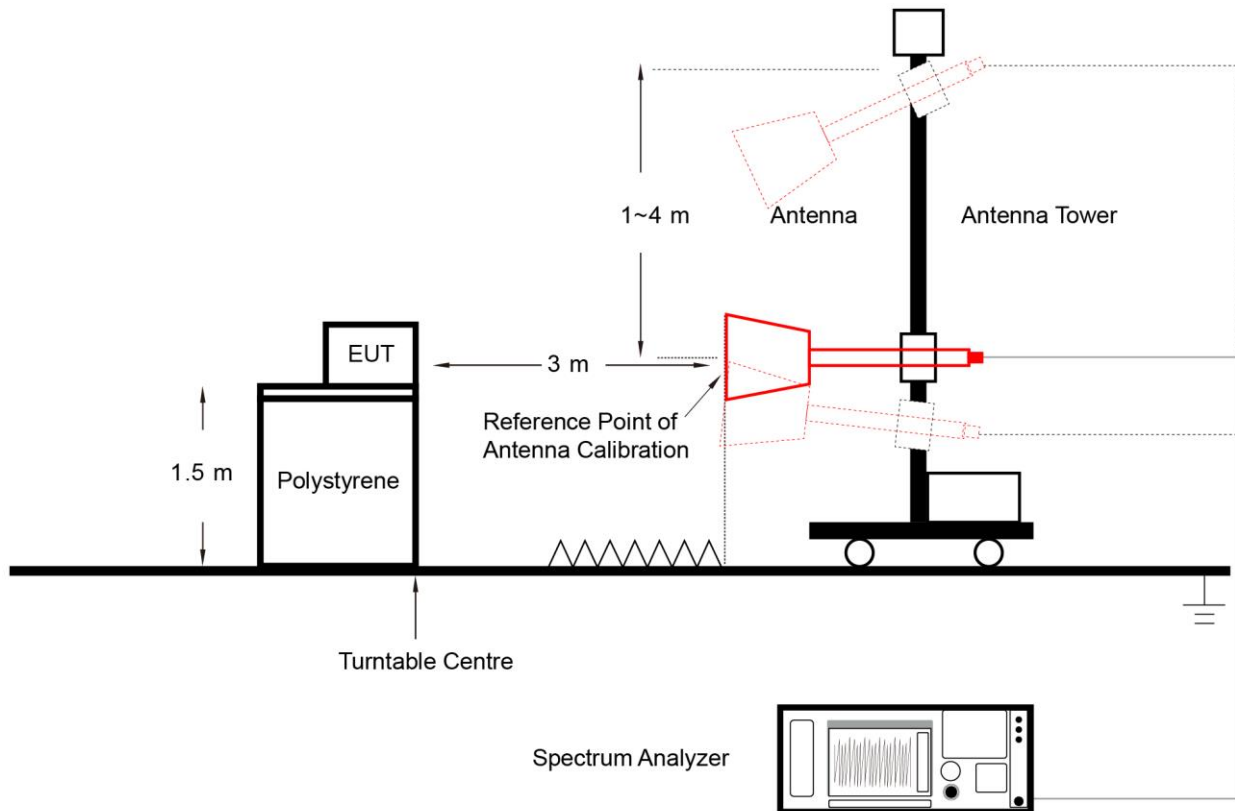 1~4 m
Antenna
Antenna Tower
EUT
3 m
Reference Point of
Antenna Calibration
1.5 m
Polystyrene
Turntable Centre
Spectrum Analyzer